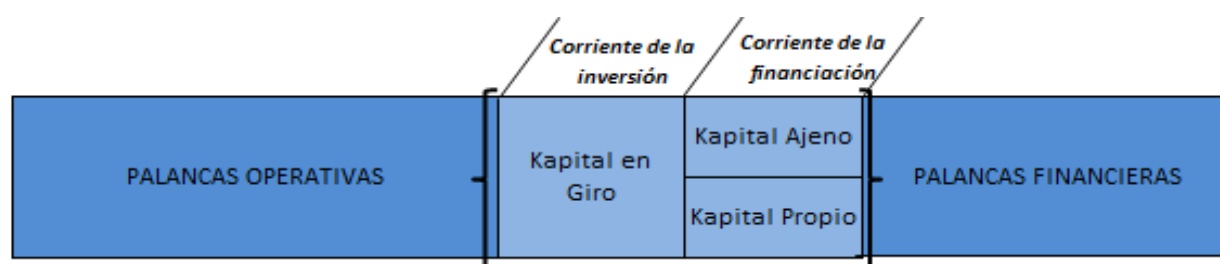 Corriente de la
inversión
Corriente de la
financiación
PALANCAS OPERATIVAS
Kapital en
Giro
Kapital Ajeno
Kapital Propio
PALANCAS FINANCIERAS